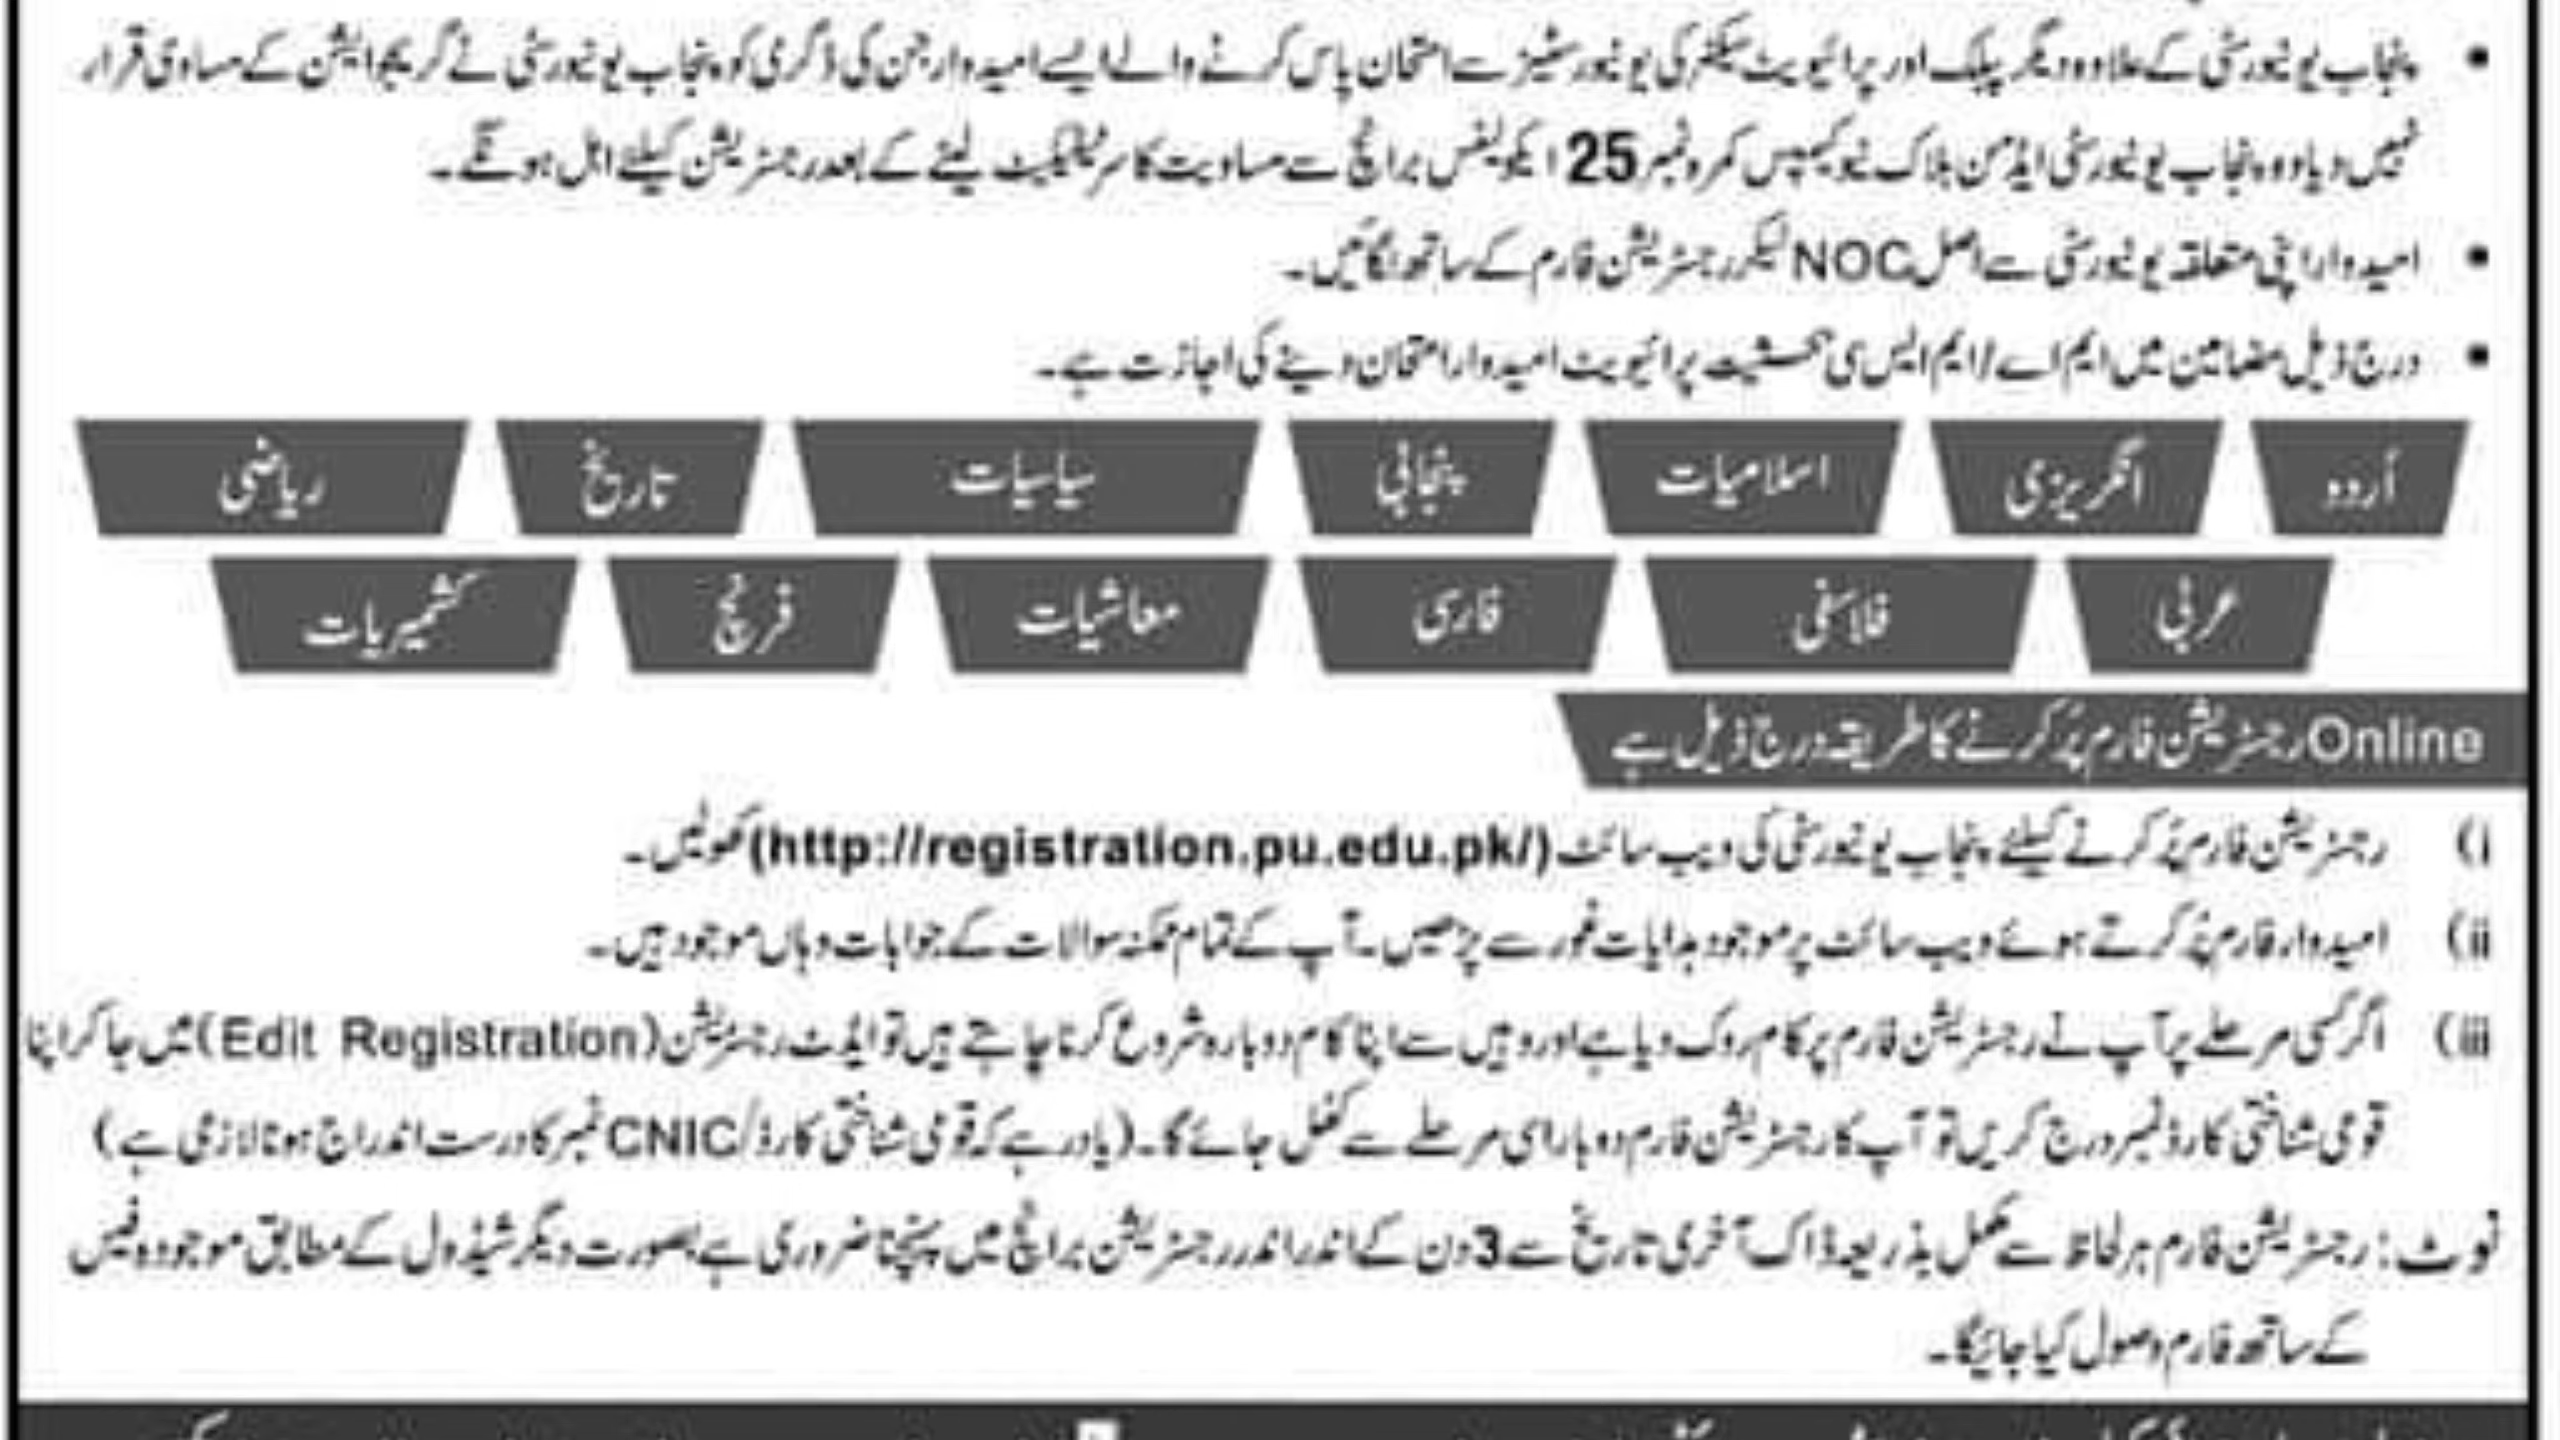 پنجاب یونیورسٹی کے علاوہ دیگر پبلک اور پرائیویٹ سیکٹر کی یونیورسٹیز سے امتحان پاس کرنے والے ایسے امیدوار جن کی ڈگری کو پنجاب یونیورسٹی نے گریجوایشن کے مساوی قرار
نہیں دیا وہ پنجاب یونیورسٹی ایڈمن بلاک نیو کیمپس کمرہ نمبر 25 ایکولینس برانچ سے مساویت کا سرٹیفکیٹ لینے کے بعد رجسٹریشن کیلئے اہل ہونگے۔
امیدوار اپنی متعلقہ یونیورسٹی سے اصل NOC لیکر رجسٹریشن فارم کے ساتھ لگائیں۔
درج ذیل مضامین میں ایم اے / ایم ایس سی بحیثیت پرائیویٹ امیدوار امتحان دینے کی اجازت ہے۔
اُردو انگریزی اسلامیات پنجابی سیاسیات تاریخ ریاضی
عربی فلاسفی فارسی معاشیات فرنچ کشمیریات
Online رجسٹریشن فارم پُر کرنے کا طریقہ درج ذیل ہے
i) رجسٹریشن فارم پُر کرنے کیلئے پنجاب یونیورسٹی کی ویب سائٹ (http://registration.pu.edu.pk/) کھولیں۔
ii) امیدوار فارم پُر کرتے ہوئے ویب سائٹ پر موجود ہدایات غور سے پڑھیں۔ آپ کے تمام ممکنہ سوالات کے جوابات وہاں موجود ہیں۔
iii) اگر کسی مرحلے پر آپ نے رجسٹریشن فارم پر کام روک دیا ہے اور وہیں سے اپنا کام دوبارہ شروع کرنا چاہتے ہیں تو ایڈٹ رجسٹریشن (Edit Registration) میں جا کر اپنا
قومی شناختی کارڈ نمبر درج کریں تو آپ کا رجسٹریشن فارم دوبارا اسی مرحلے سے کُھل جائے گا۔ (یاد رہے کہ قومی شناختی کارڈ/CNIC نمبر کا درست اندراج ہونا لازمی ہے)
نوٹ: رجسٹریشن فارم ہر لحاظ سے مکمل بذریعہ ڈاک آخری تاریخ سے 3 دن کے اندر اندر رجسٹریشن برانچ میں پہنچنا ضروری ہے بصورت دیگر شیڈول کے مطابق موجودہ فیس
کے ساتھ فارم وصول کیا جائیگا۔